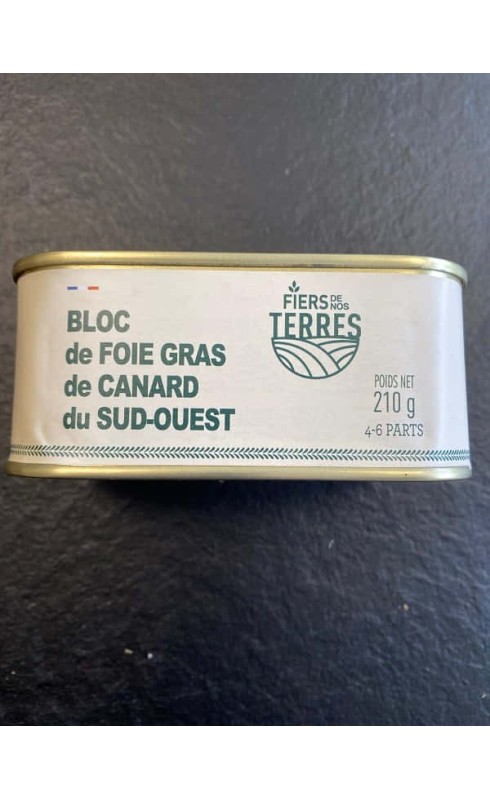 BLOC
de FOIE GRAS
de CANARD
du SUD-OUEST
FIERS DE NOS
TERRES
POIDS NET
210 g
4-6 PARTS